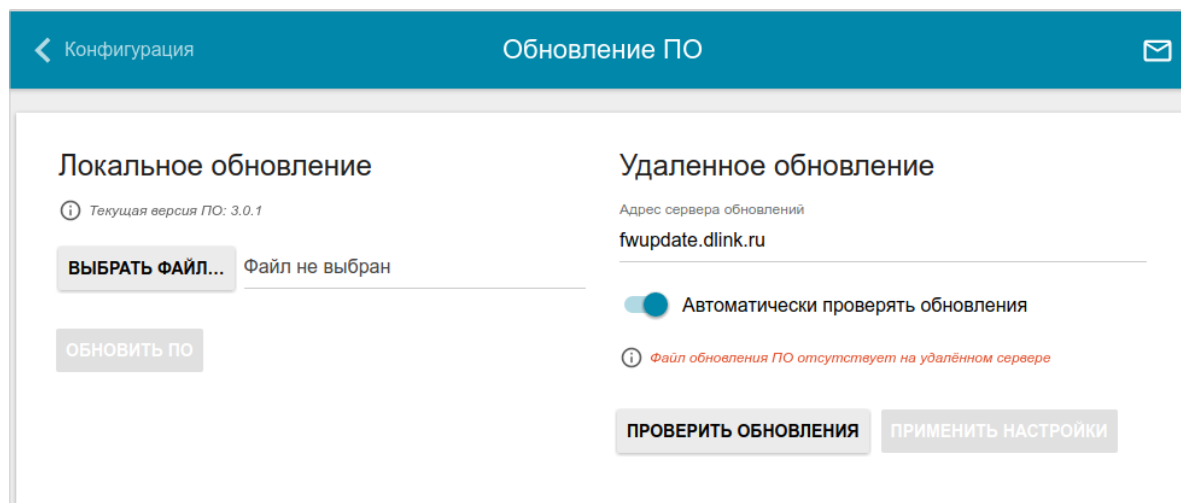 Конфигурация
Обновление ПО
Локальное обновление
Текущая версия ПО: 3.0.1
ВЫБРАТЬ ФАЙЛ...
Файл не выбран
ОБНОВИТЬ ПО
Удаленное обновление
Адрес сервера обновлений
fwupdate.dlink.ru
Автоматически проверять обновления
Файл обновления ПО отсутствует на удалённом сервере
ПРОВЕРИТЬ ОБНОВЛЕНИЯ
ПРИМЕНИТЬ НАСТРОЙКИ